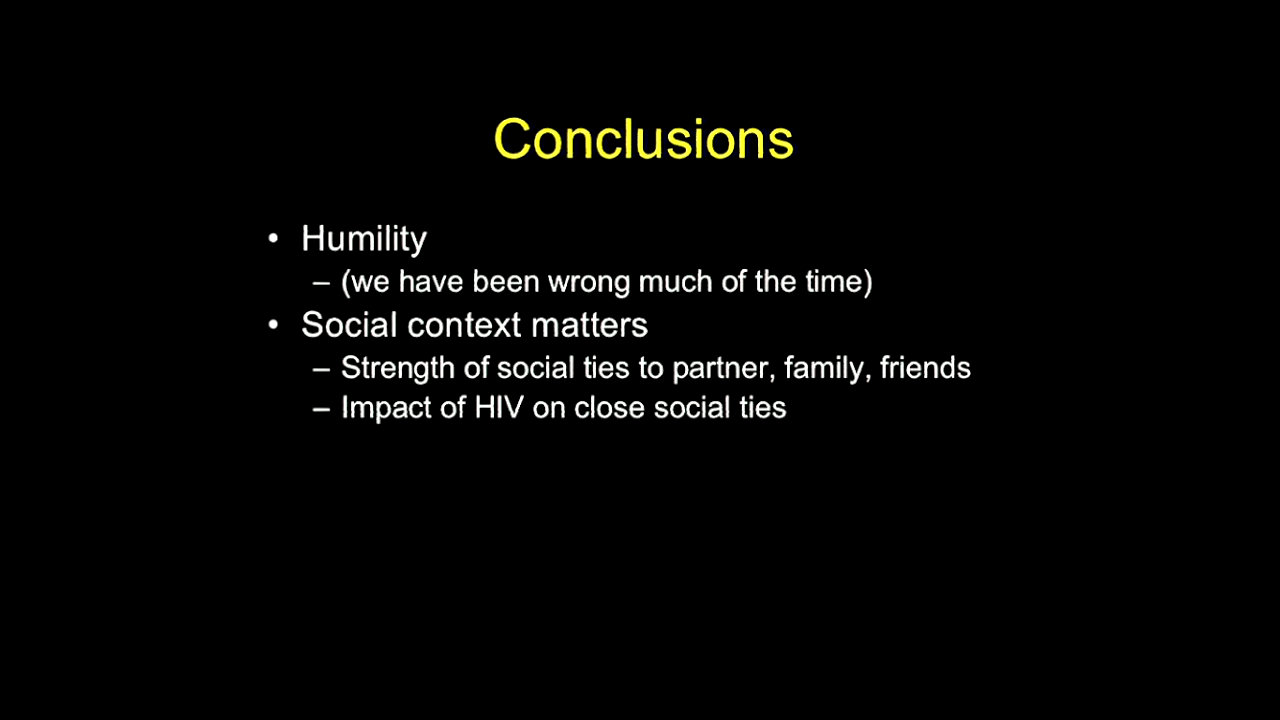 Conclusions
• Humility
– (we have been wrong much of the time)
• Social context matters
– Strength of social ties to partner, family, friends
– Impact of HIV on close social ties